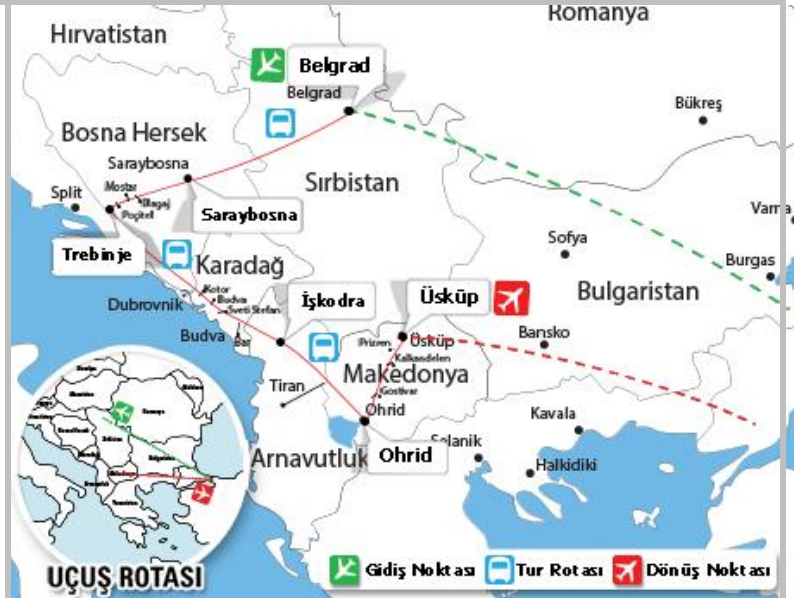 Romanya
Hırvatistan
Belgrad
Belgrad
Bükreş
Bosna Hersek
Saraybosna
Sırbistan
Split
Mostar
Blagaj
Poçitel
Saraybosna
Varna
Trebinje
Sofya
Karadağ
Burgas
Kotor
Budva
Sveti Stefan
Dubrovnik
İşkodra
Üsküp
Bulgaristan
Budva
Bar
Prizren
Üsküp
Bansko
Kalkandelen
Makedonya
Tiran
Gostivar
Ohrid
Kavala
Selanik
Arnavutluk
Ohrid
Halkidiki
UÇUŞ ROTASI
Gidiş Noktası
Tur Rotası
Dönüş Noktası